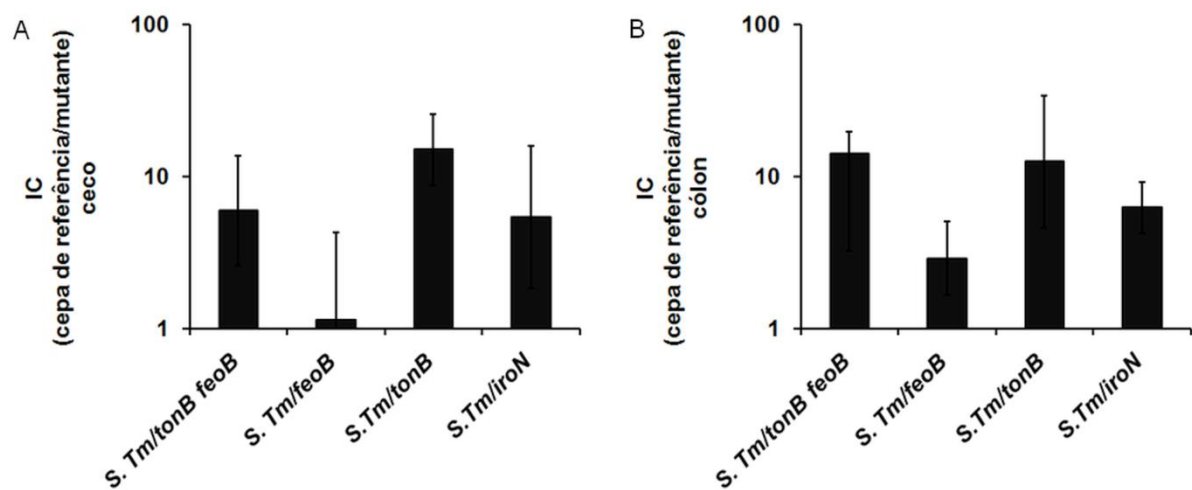 A
IC
(cepa de referência/mutante)
ceco
100
10
1
S. Tm/tonB feoB
S. Tm/feoB
S.Tm/tonB
S.Tm/iroN
B
IC
(cepa de referência/mutante)
cólon
100
10
1
S. Tm/tonB feoB
S. Tm/feoB
S.Tm/tonB
S.Tm/iroN